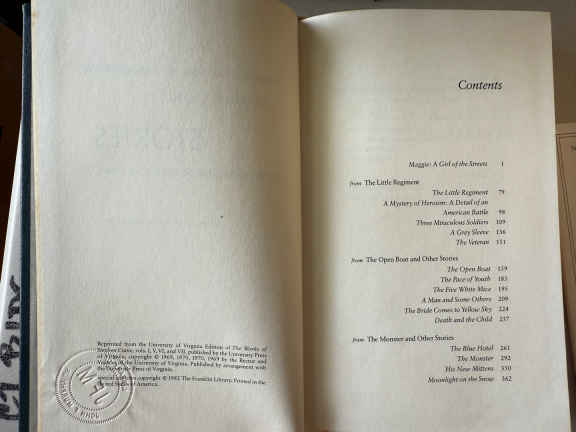 Reprinted from the University of Virginia Edition of The Works of
Stephen Crane, vols. I, V, VI, and VII, published by the University Press
of Virginia, copyright © 1969, 1970, 1970, 1969 by the Rector and
Visitors of the University of Virginia. Published by arrangement with
the University Press of Virginia.
Special contents copyright © 1982 The Franklin Library. Printed in the
United States of America.
Contents
Maggie: A Girl of the Streets 1
from The Little Regiment
The Little Regiment 79
A Mystery of Heroism: A Detail of an
American Battle 98
Three Miraculous Soldiers 109
A Grey Sleeve 136
The Veteran 151
from The Open Boat and Other Stories
The Open Boat 159
The Pace of Youth 183
The Five White Mice 195
A Man and Some Others 209
The Bride Comes to Yellow Sky 224
Death and the Child 237
from The Monster and Other Stories
The Blue Hotel 261
The Monster 292
His New Mittens 350
Moonlight on the Snow 362